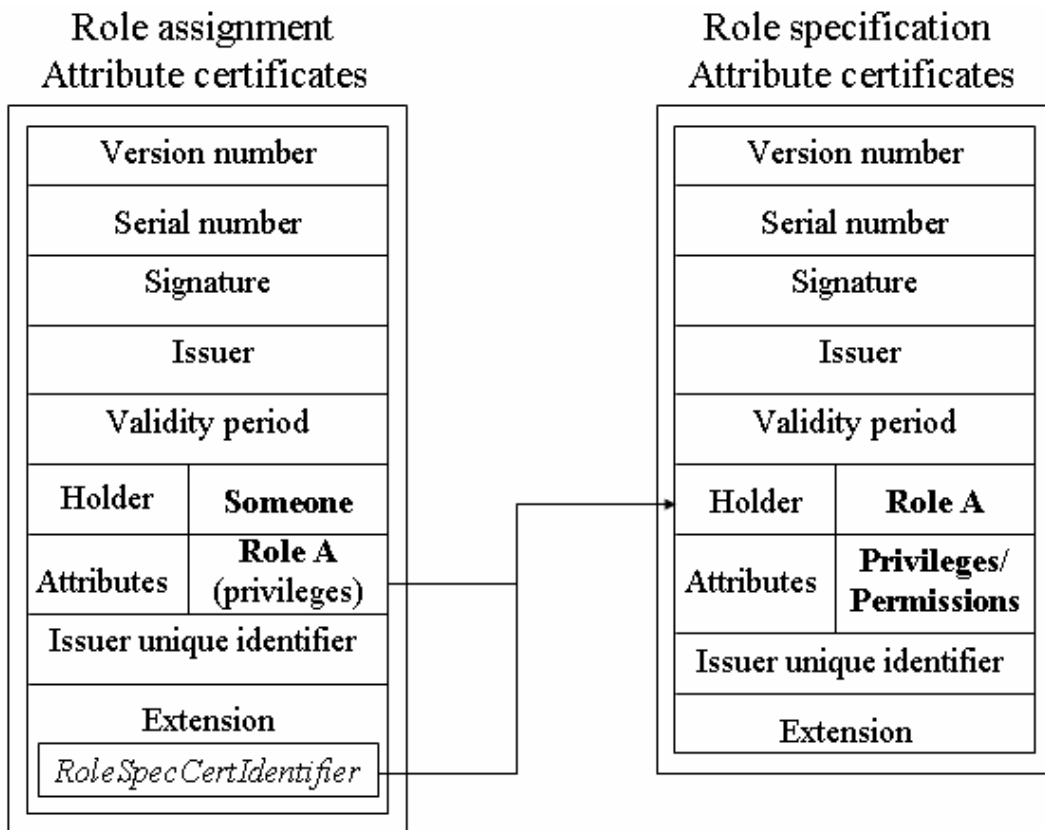 Role assignment
Attribute certificates
Version number
Serial number
Signature
Issuer
Validity period
Holder
Someone
Attributes
Role A
(privileges)
Issuer unique identifier
Extension
RoleSpecCertIdentifier
Role specification
Attribute certificates
Version number
Serial number
Signature
Issuer
Validity period
Holder
Role A
Attributes
Privileges/
Permissions
Issuer unique identifier
Extension